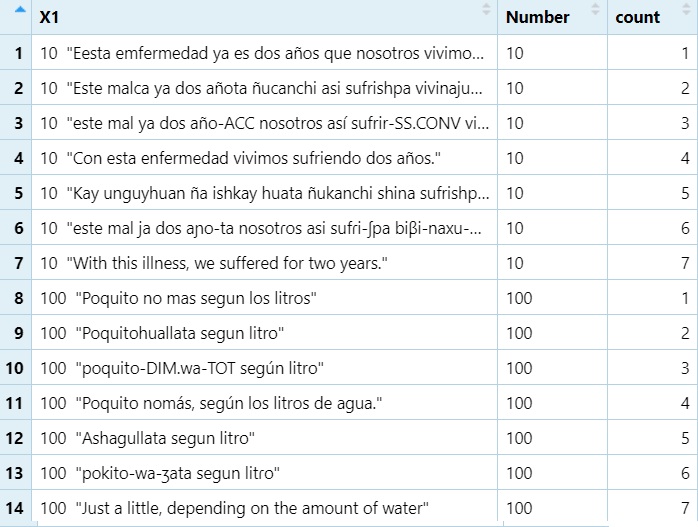 X1 Number count
1 10 "Eesta emfermedad ya es dos años que nosotros vivimo... 10 1
2 10 "Este malca ya dos añota ñucanchi asi sufrishpa vivinaju... 10 2
3 10 "este mal ya dos año-ACC nosotros así sufrir-SS.CONV vi... 10 3
4 10 "Con esta enfermedad vivimos sufriendo dos años." 10 4
5 10 "Kay unguyhuan ña ishkay huata ñukanchi shina sufrishp... 10 5
6 10 "este mal ja dos aɲo-ta nosotɾos asi sufɾi-ʃpa biβi-naxu-... 10 6
7 10 "With this illness, we suffered for two years." 10 7
8 100 "Poquito no mas segun los litros" 100 1
9 100 "Poquitohuallata segun litro" 100 2
10 100 "poquito-DIM.wa-TOT según litro" 100 3
11 100 "Poquito nomás, según los litros de agua." 100 4
12 100 "Ashagullata segun litro" 100 5
13 100 "pokito-wa-ʒata segun litɾo" 100 6
14 100 "Just a little, depending on the amount of water" 100 7